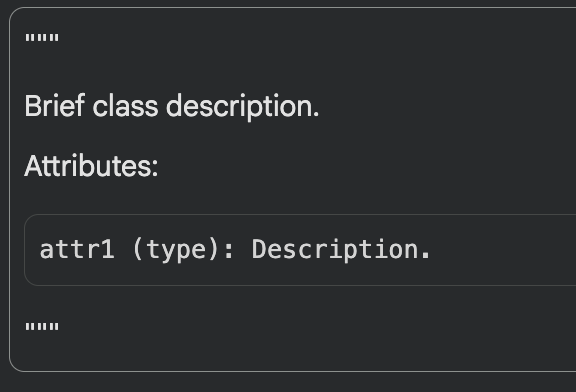 """
Brief class description.
Attributes:
attr1 (type): Description.
"""